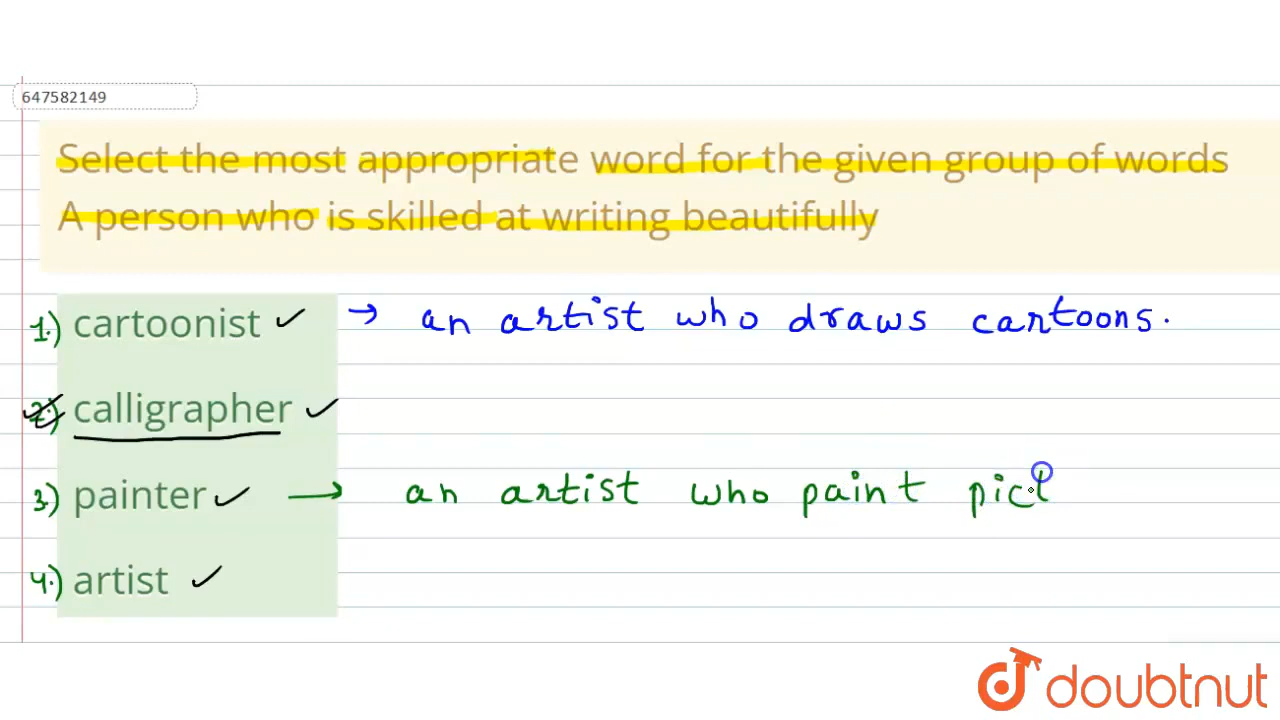 647582149
Select the most appropriate word for the given group of words
A person who is skilled at writing beautifully
1.) cartoonist → an artist who draws cartoons.
2.) calligrapher
3.) painter → an artist who paint pict
4.) artist
doubtnut